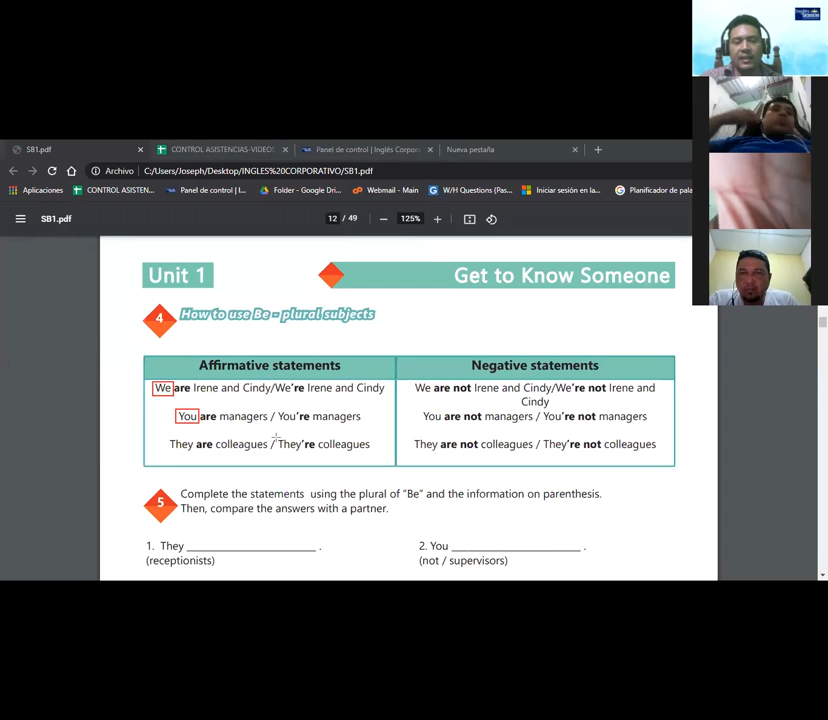 SB1.pdf
CONTROL ASISTENCIAS-VIDEOS
Panel de control | Inglés Corpora
Nueva pestaña
Archivo C:/Users/Joseph/Desktop/INGLES%20CORPORATIVO/SB1.pdf
Aplicaciones CONTROL ASISTEN... Panel de control | I... Folder - Google Dri... Webmail - Main W/H Questions (Pas... Iniciar sesión en la... Planificador de pala
SB1.pdf 12 / 49 125%
Unit 1 Get to Know Someone
4 How to use Be - plural subjects
Affirmative statements Negative statements
We are Irene and Cindy/We're Irene and Cindy We are not Irene and Cindy/We're not Irene and
Cindy
You are managers / You're managers You are not managers / You're not managers
They are colleagues / They're colleagues They are not colleagues / They're not colleagues
5 Complete the statements using the plural of "Be" and the information on parenthesis.
Then, compare the answers with a partner.
1. They ______________________ . 2. You ______________________ .
(receptionists) (not / supervisors)